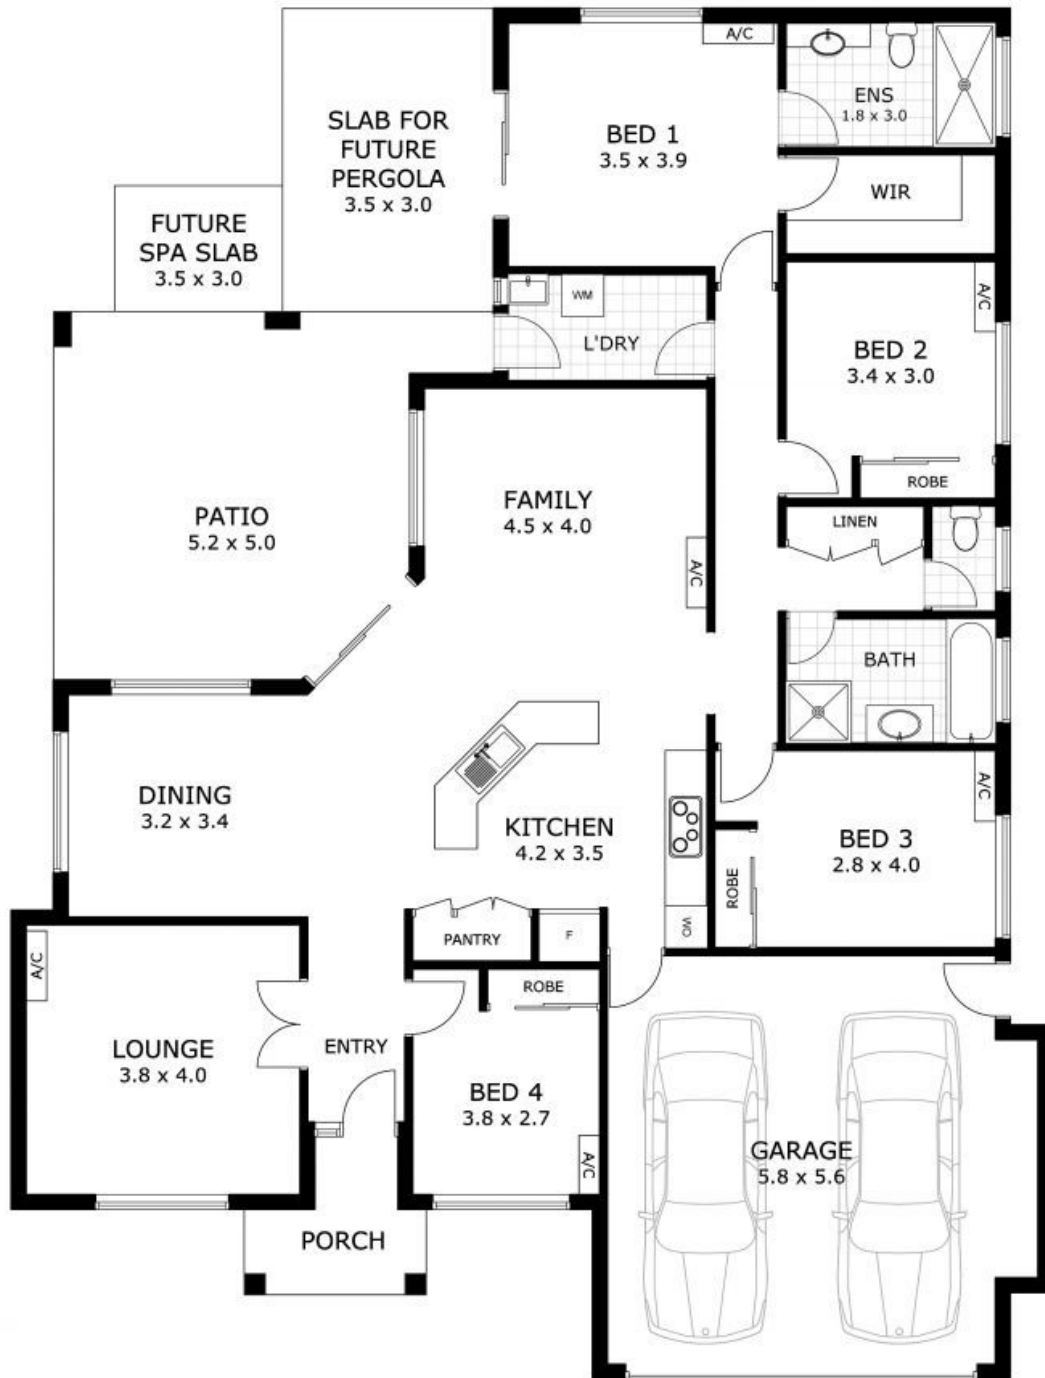 A/C
ENS
1.8 x 3.0
SLAB FOR
FUTURE
PERGOLA
3.5 x 3.0
BED 1
3.5 x 3.9
WIR
FUTURE
SPA SLAB
3.5 x 3.0
WM
L'DRY
A/C
BED 2
3.4 x 3.0
ROBE
PATIO
5.2 x 5.0
FAMILY
4.5 x 4.0
A/C
LINEN
BATH
DINING
3.2 x 3.4
KITCHEN
4.2 x 3.5
A/C
BED 3
2.8 x 4.0
ROBE
WO
PANTRY
F
A/C
ROBE
LOUNGE
3.8 x 4.0
ENTRY
BED 4
3.8 x 2.7
A/C
GARAGE
5.8 x 5.6
PORCH